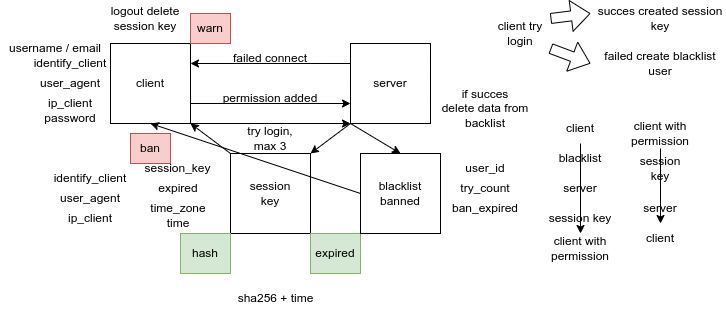 logout delete
session key
warn
client try
login
succes created session
key
failed create blacklist
user
username / email
identify_client
user_agent
ip_client
password
client
failed connect
permission added
server
if succes
delete data from
backlist
try login,
max 3
ban
identify_client
user_agent
ip_client
session_key
expired
time_zone
time
session
key
blacklist
banned
user_id
try_count
ban_expired
hash
expired
sha256 + time
client
blacklist
server
session key
client with
permission
client with
permission
session
key
server
client